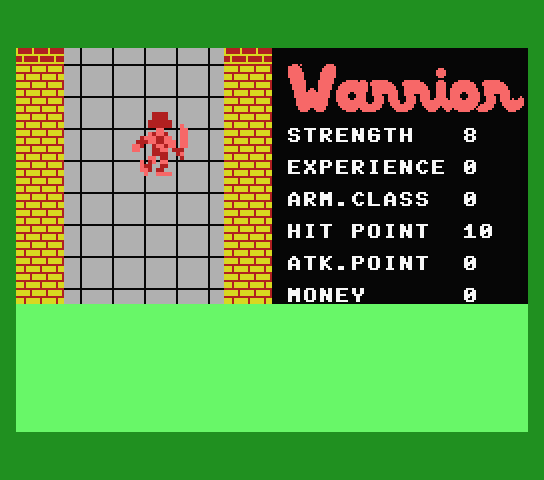 Warrior
STRENGTH 8
EXPERIENCE 0
ARM.CLASS 0
HIT POINT 10
ATK.POINT 0
MONEY 0